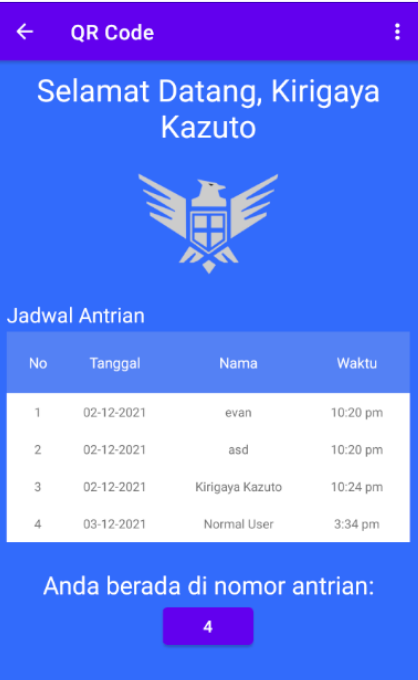 QR Code
Selamat Datang, Kirigaya
Kazuto
Jadwal Antrian
No Tanggal Nama Waktu
1 02-12-2021 evan 10:20 pm
2 02-12-2021 asd 10:20 pm
3 02-12-2021 Kirigaya Kazuto 10:24 pm
4 03-12-2021 Normal User 3:34 pm
Anda berada di nomor antrian:
4